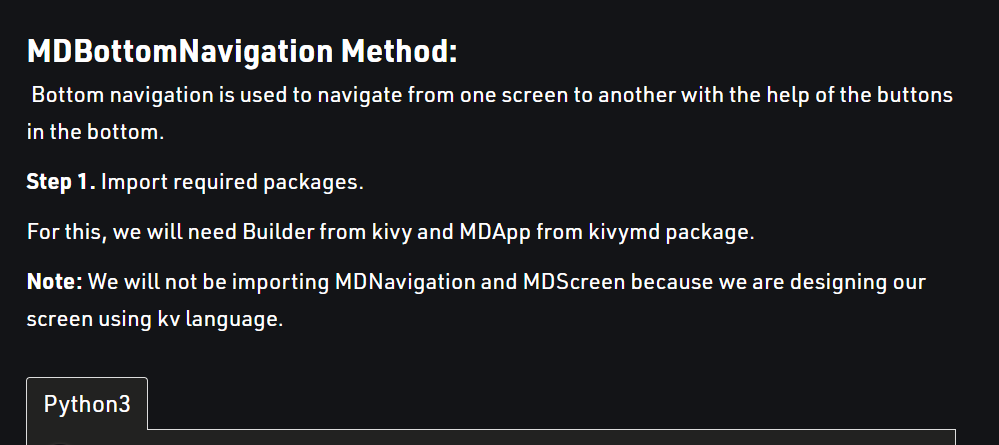 MDBottomNavigation Method:
Bottom navigation is used to navigate from one screen to another with the help of the buttons
in the bottom.
Step 1. Import required packages.
For this, we will need Builder from kivy and MDApp from kivymd package.
Note: We will not be importing MDNavigation and MDScreen because we are designing our
screen using kv language.
Python3